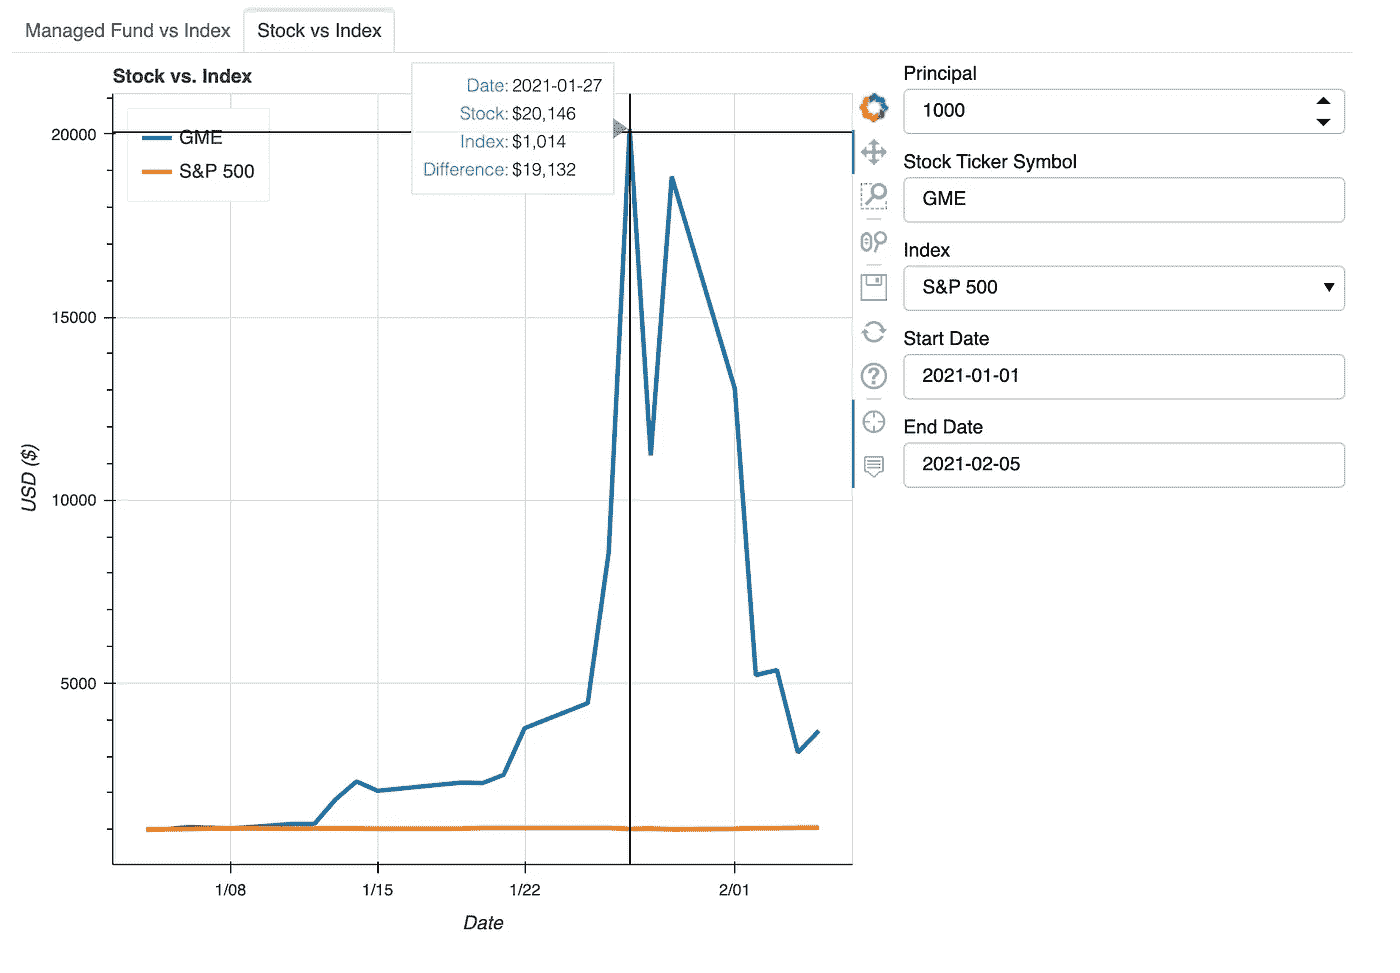 Managed Fund vs Index
Stock vs Index
Stock vs. Index
Date: 2021-01-27
Stock: $20,146
Index: $1,014
Difference: $19,132
GME
S&P 500
20000
15000
10000
5000
USD ($)
1/08
1/15
1/22
2/01
Date
Principal
1000
Stock Ticker Symbol
GME
Index
S&P 500
Start Date
2021-01-01
End Date
2021-02-05